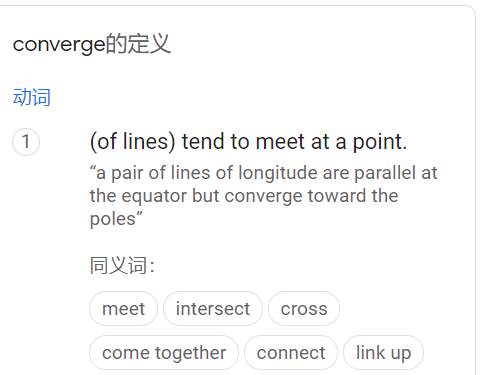 converge的定义
动词
1
(of lines) tend to meet at a point.
“a pair of lines of longitude are parallel at
the equator but converge toward the
poles”
同义词：
meet intersect cross
come together connect link up